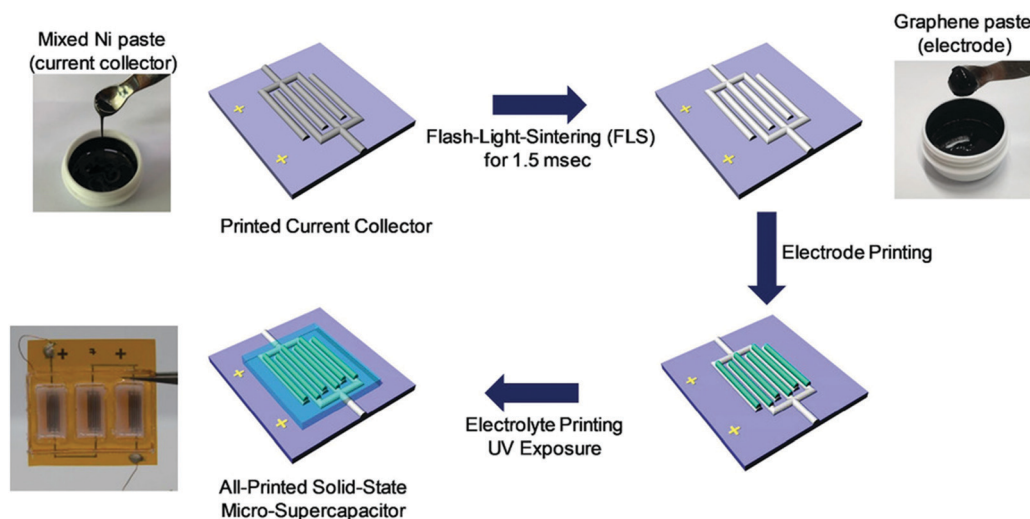 Mixed Ni paste
(current collector)
Graphene paste
(electrode)
Flash-Light-Sintering (FLS)
for 1.5 msec
Printed Current Collector
Electrode Printing
Electrolyte Printing
UV Exposure
All-Printed Solid-State
Micro-Supercapacitor